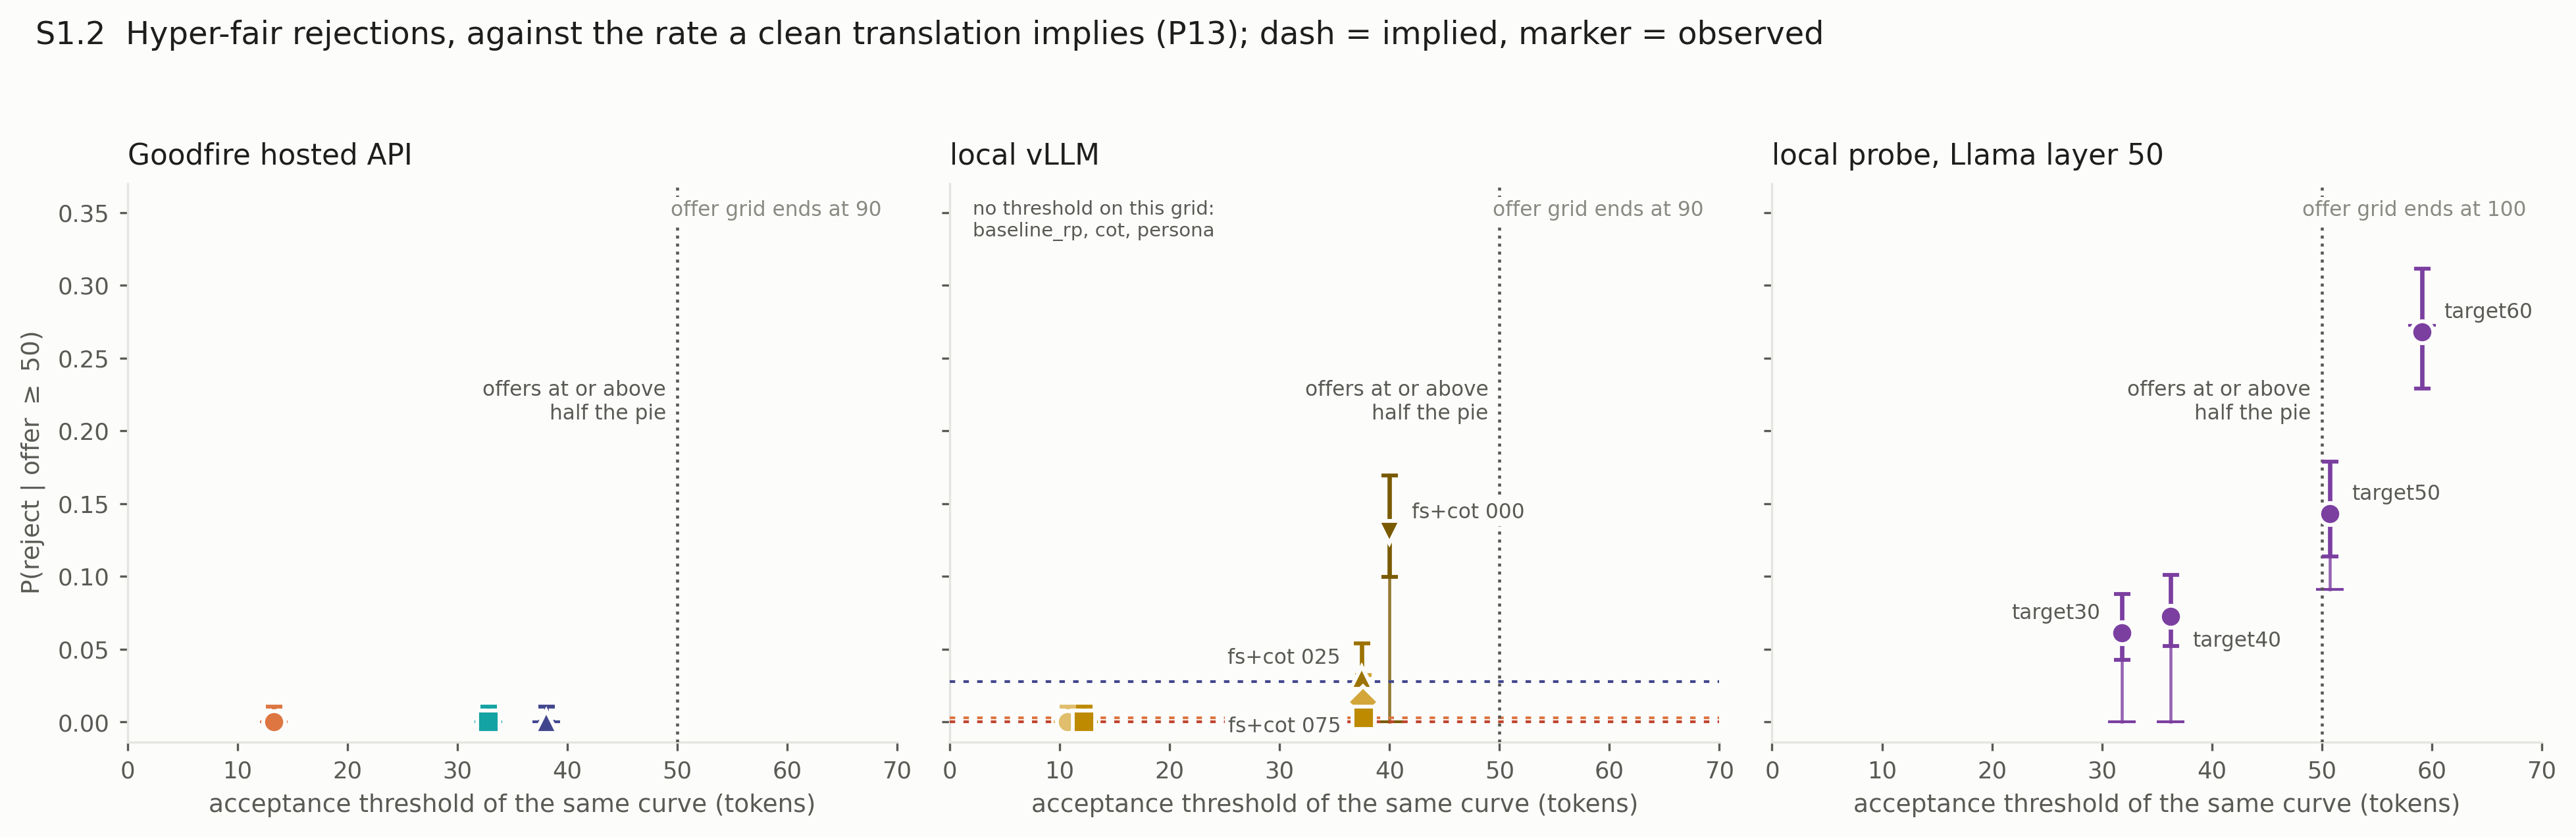 S1.2  Hyper-fair rejections, against the rate a clean translation implies (P13); dash = implied, marker = observed
Goodfire hosted API
P(reject | offer ≥ 50)
0.35
0.30
0.25
0.20
0.15
0.10
0.05
0.00
offer grid ends at 90
offers at or above
half the pie
0 10 20 30 40 50 60 70
acceptance threshold of the same curve (tokens)
local vLLM
no threshold on this grid:
baseline_rp, cot, persona
offer grid ends at 90
offers at or above
half the pie
fs+cot 000
fs+cot 025
fs+cot 075
0 10 20 30 40 50 60 70
acceptance threshold of the same curve (tokens)
local probe, Llama layer 50
offer grid ends at 100
target60
offers at or above
half the pie
target50
target30
target40
0 10 20 30 40 50 60 70
acceptance threshold of the same curve (tokens)